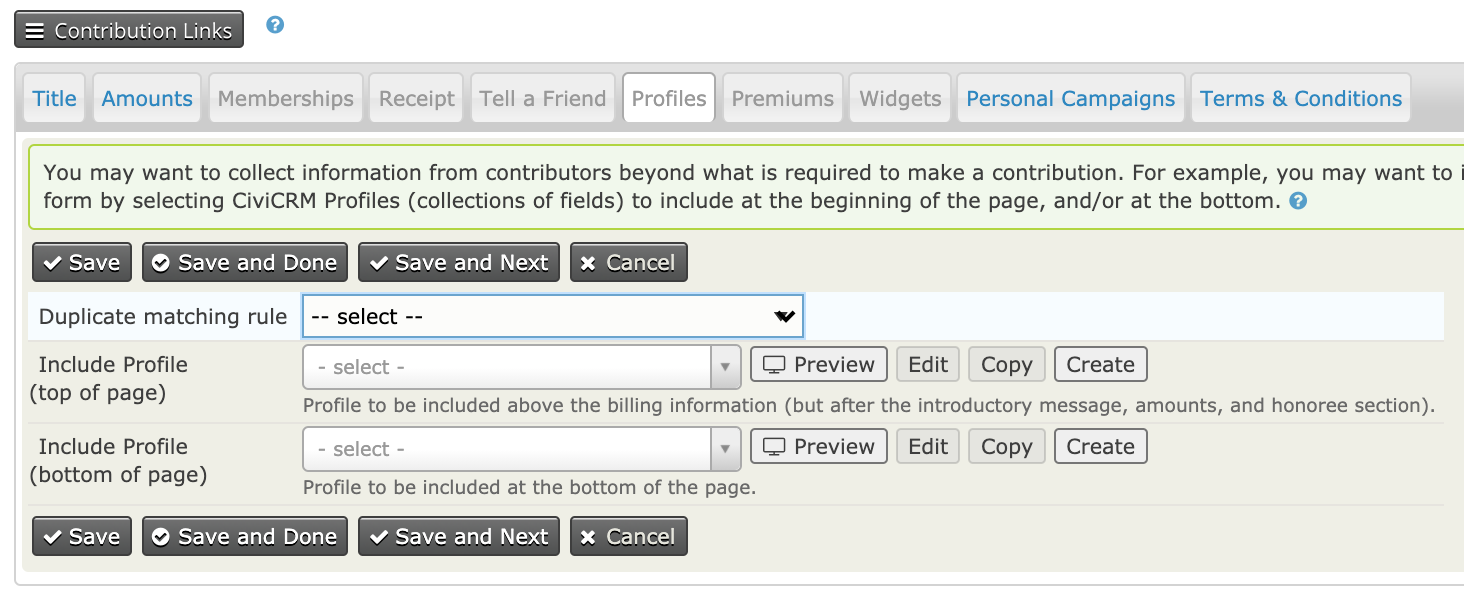 Contribution Links ?
Title Amounts Memberships Receipt Tell a Friend Profiles Premiums Widgets Personal Campaigns Terms & Conditions
You may want to collect information from contributors beyond what is required to make a contribution. For example, you may want to i
form by selecting CiviCRM Profiles (collections of fields) to include at the beginning of the page, and/or at the bottom. ?
Save Save and Done Save and Next Cancel
Duplicate matching rule -- select --
Include Profile - select - Preview Edit Copy Create
(top of page)
Profile to be included above the billing information (but after the introductory message, amounts, and honoree section).
Include Profile - select - Preview Edit Copy Create
(bottom of page)
Profile to be included at the bottom of the page.
Save Save and Done Save and Next Cancel